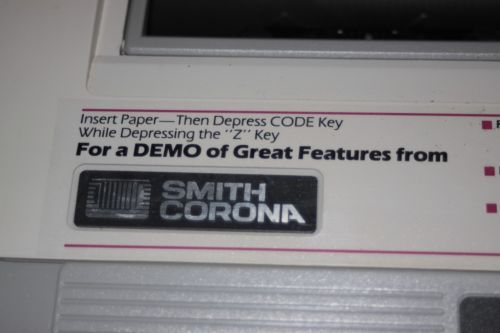 Insert Paper—Then Depress CODE Key
While Depressing the "Z" Key
For a DEMO of Great Features from
SMITH
CORONA